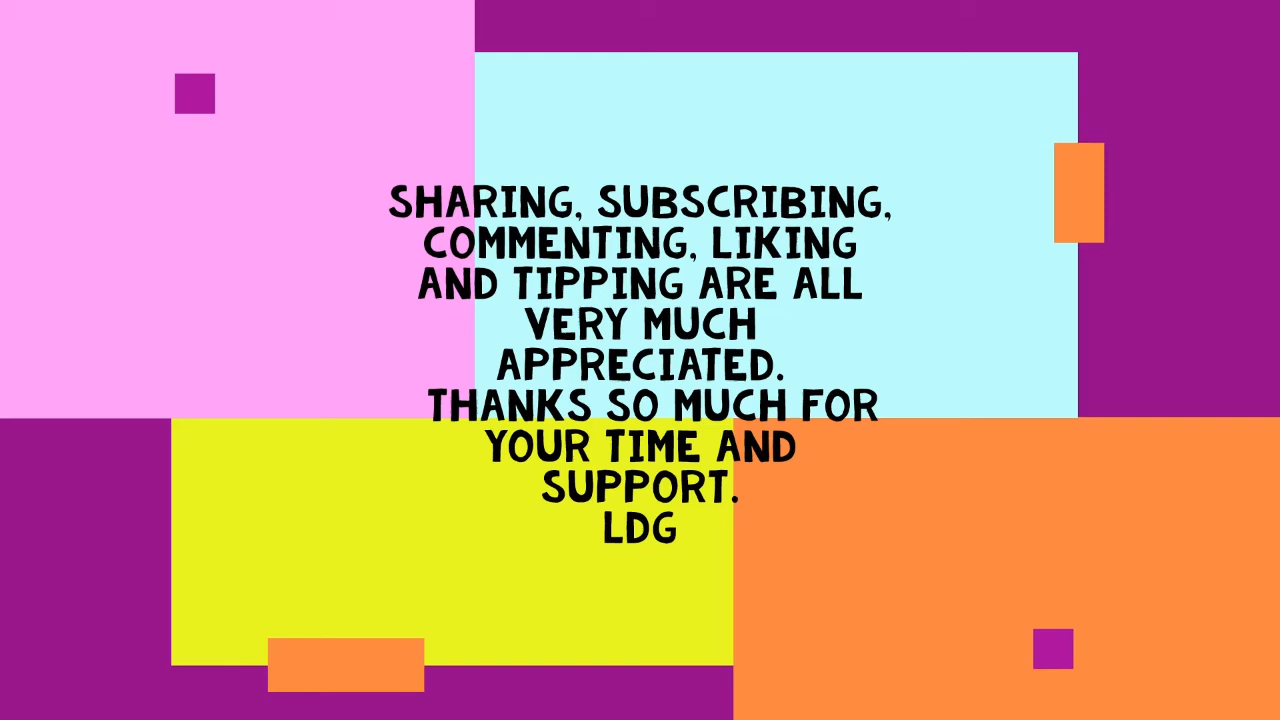 SHARING, SUBSCRIBING,
COMMENTING, LIKING
AND TIPPING ARE ALL
VERY MUCH
APPRECIATED.
THANKS SO MUCH FOR
YOUR TIME AND
SUPPORT.
LDG